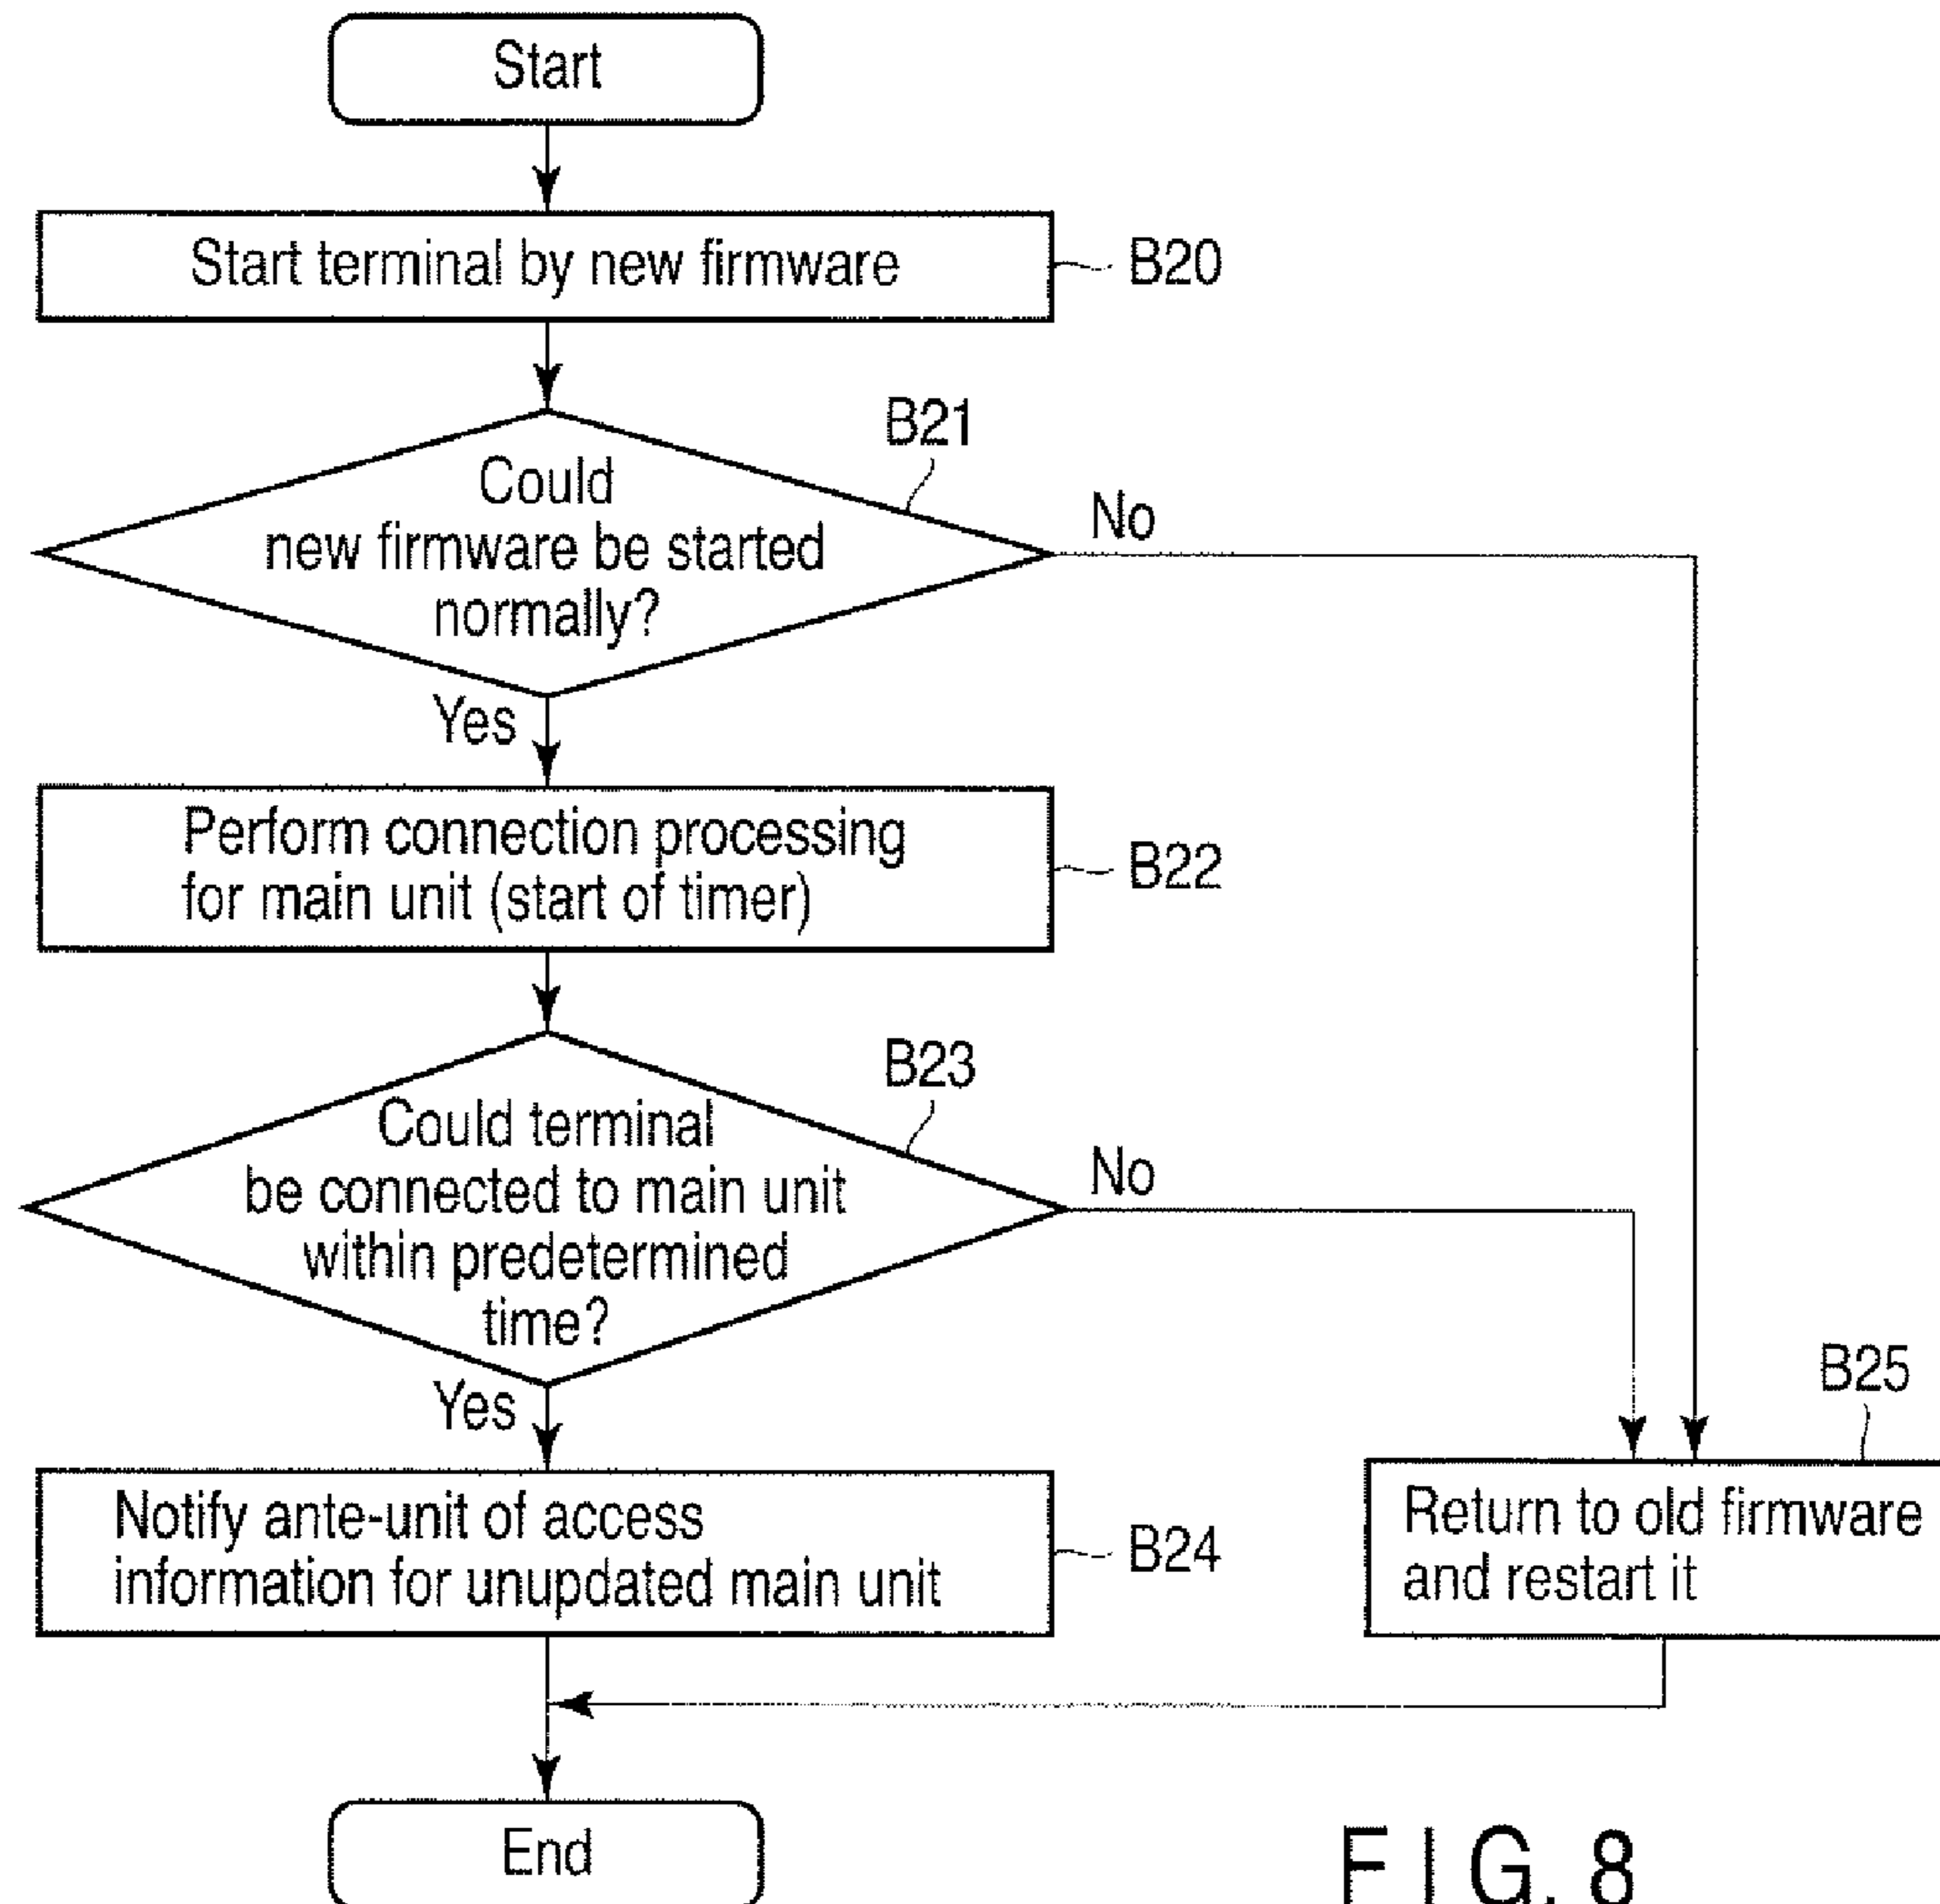 Start
Start terminal by new firmware
B20
B21
Could
new firmware be started
normally?
No
Yes
Perform connection processing
for main unit (start of timer)
B22
B23
Could terminal
be connected to main unit
within predetermined
time?
No
Yes
B25
Notify ante-unit of access
information for unupdated main unit
B24
Return to old firmware
and restart it
End
FIG. 8